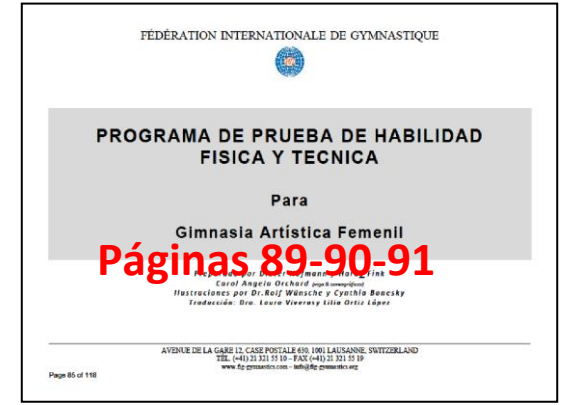 FÉDÉRATION INTERNATIONALE DE GYMNASTIQUE
PROGRAMA DE PRUEBA DE HABILIDAD
FISICA Y TECNICA
Para
Gimnasia Artística Femenil
Páginas 89-90-91
Carol Angela Orchard
Illustraciones por Dr. Rolf Wünsche y Cynthia Bonesky
Traducción: Dra. Laura Viveros y Lilia Ortiz López
AVENUE DE LA GARE 12, CASE POSTALE 630, 1001 LAUSANNE, SWITZERLAND
TÉL. (+41) 21 321 55 10 – FAX (+41) 21 321 55 19
www.fig-gymnastics.com – info@fig-gymnastics.org
Page 85 of 118